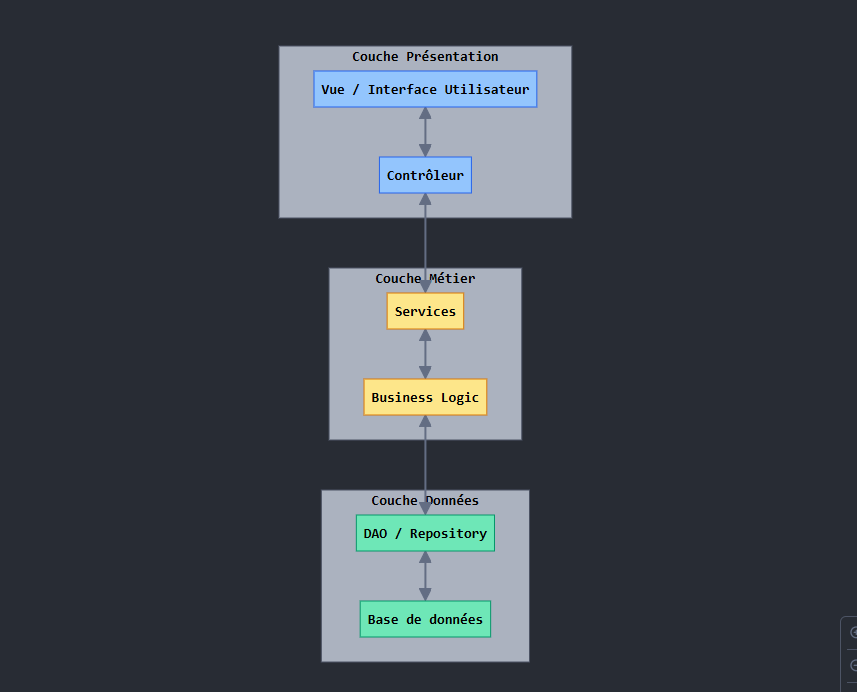 Couche Présentation
Vue / Interface Utilisateur
Contrôleur
Couche Métier
Services
Business Logic
Couche Données
DAO / Repository
Base de données